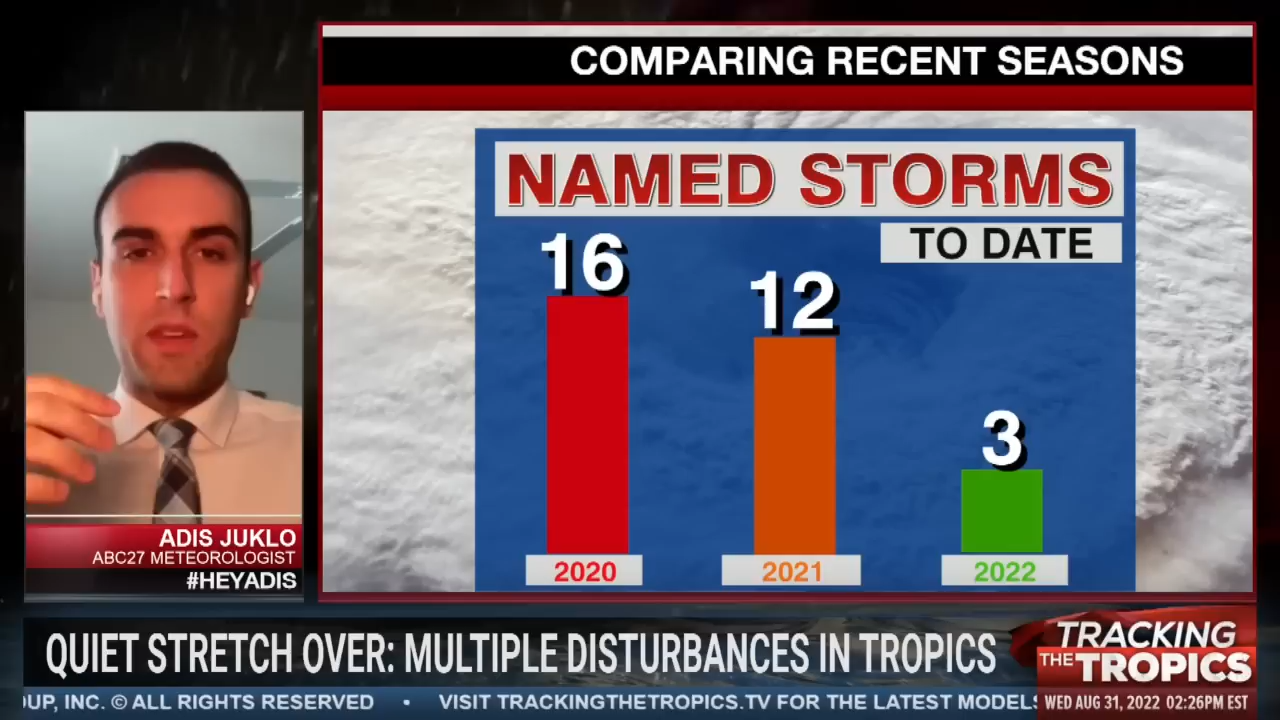 COMPARING RECENT SEASONS
NAMED STORMS
TO DATE
16
12
3
2020
2021
2022
ADIS JUKLO
ABC27 METEOROLOGIST
#HEYADIS
QUIET STRETCH OVER: MULTIPLE DISTURBANCES IN TROPICS
TRACKING
THE TROPICS
INC. © ALL RIGHTS RESERVED • VISIT TRACKINGTHETROPICS.TV FOR THE LATEST MODELS
WED AUG 31, 2022 02:26PM EST